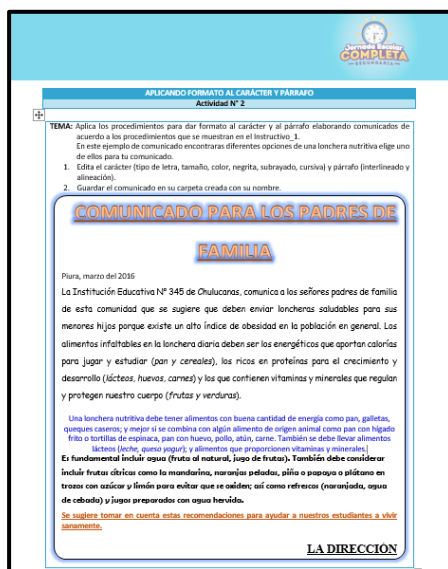 Jornada Escolar
COMPLETA
SECUNDARIA
APLICANDO FORMATO AL CARÁCTER Y PÁRRAFO
Actividad N° 2
TEMA: Aplica los procedimientos para dar formato al carácter y al párrafo elaborando comunicados de
acuerdo a los procedimientos que se muestran en el Instructivo_1.
En este ejemplo de comunicado encontraras diferentes opciones de una lonchera nutritiva elige uno
de ellos para tu comunicado.
1. Edita el carácter (tipo de letra, tamaño, color, negrita, subrayado, cursiva) y párrafo (interlineado y
alineación).
2. Guardar el comunicado en su carpeta creada con su nombre.
COMUNICADO PARA LOS PADRES DE
FAMILIA
Piura, marzo del 2016
La Institución Educativa N° 345 de Chulucanas, comunica a los señores padres de familia
de esta comunidad que se sugiere que deben enviar loncheras saludables para sus
menores hijos porque existe un alto índice de obesidad en la población en general. Los
alimentos infaltables en la lonchera diaria deben ser los energéticos que aportan calorías
para jugar y estudiar (pan y cereales), los ricos en proteínas para el crecimiento y
desarrollo (lácteos, huevos, carnes) y los que contienen vitaminas y minerales que regulan
y protegen nuestro cuerpo (frutas y verduras).
Una lonchera nutritiva debe tener alimentos con buena cantidad de energía como pan, galletas,
queques caseros; y mejor si se combina con algún alimento de origen animal como pan con hígado
frito o tortillas de espinaca, pan con huevo, pollo, atún, carne. También se debe llevar alimentos
lácteos (leche, queso yogur); y alimentos que proporcionen vitaminas y minerales.
Es fundamental incluir agua (fruta al natural, jugo de frutas). También debe considerar
incluir frutas cítricas como la mandarina, naranjas peladas, piña o papaya o plátano en
trozos con azúcar y limón para evitar que se oxiden; así como refrescos (naranjada, agua
de cebada) y jugos preparados con agua hervida.
Se sugiere tomar en cuenta estas recomendaciones para ayudar a nuestros estudiantes a vivir
sanamente.
LA DIRECCIÓN